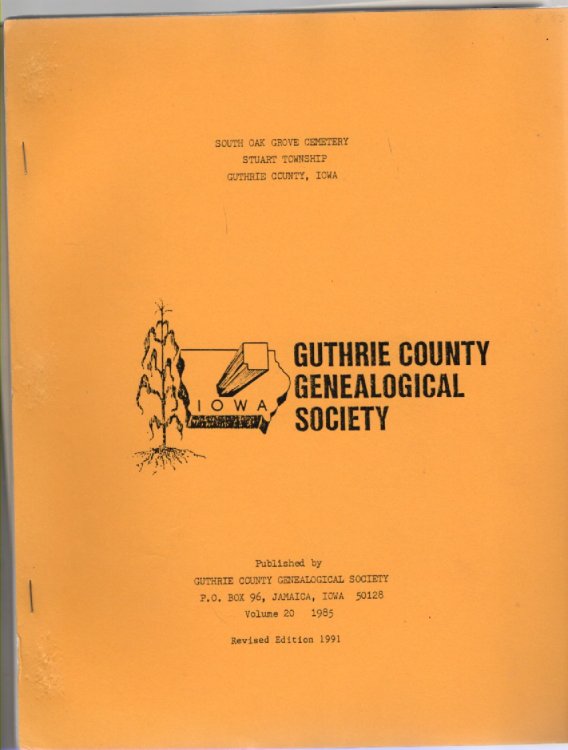 SOUTH OAK GROVE CEMETERY
STUART TOWNSHIP
GUTHRIE COUNTY, IOWA
IOWA
GUTHRIE COUNTY
GENEALOGICAL
SOCIETY
Published by
GUTHRIE COUNTY GENEALOGICAL SOCIETY
P.O. BOX 96, JAMAICA, IOWA 50128
Volume 20 1985
Revised Edition 1991